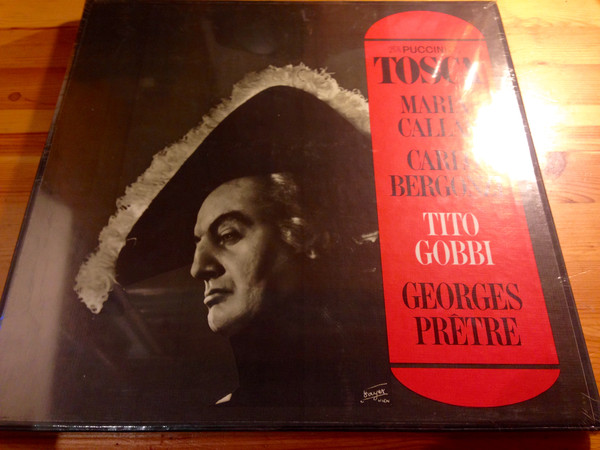 PUCCINI
TOSCA
MARIA
CALLAS
CARLO
BERGONZI
TITO
GOBBI
GEORGES
PRÊTRE